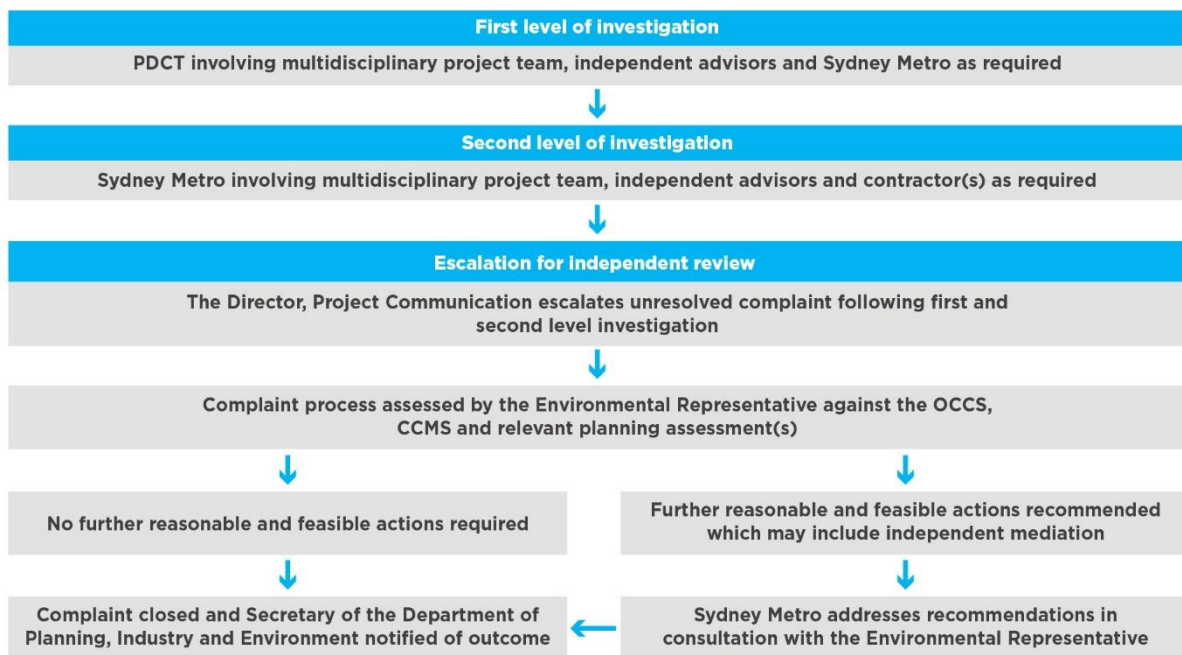 First level of investigation
PDCT involving multidisciplinary project team, independent advisors and Sydney Metro as required
Second level of investigation
Sydney Metro involving multidisciplinary project team, independent advisors and contractor(s) as required
Escalation for independent review
The Director, Project Communication escalates unresolved complaint following first and
second level investigation
Complaint process assessed by the Environmental Representative against the OCCS,
CCMS and relevant planning assessment(s)
No further reasonable and feasible actions required
Further reasonable and feasible actions recommended
which may include independent mediation
Complaint closed and Secretary of the Department of
Planning, Industry and Environment notified of outcome
Sydney Metro addresses recommendations in
consultation with the Environmental Representative